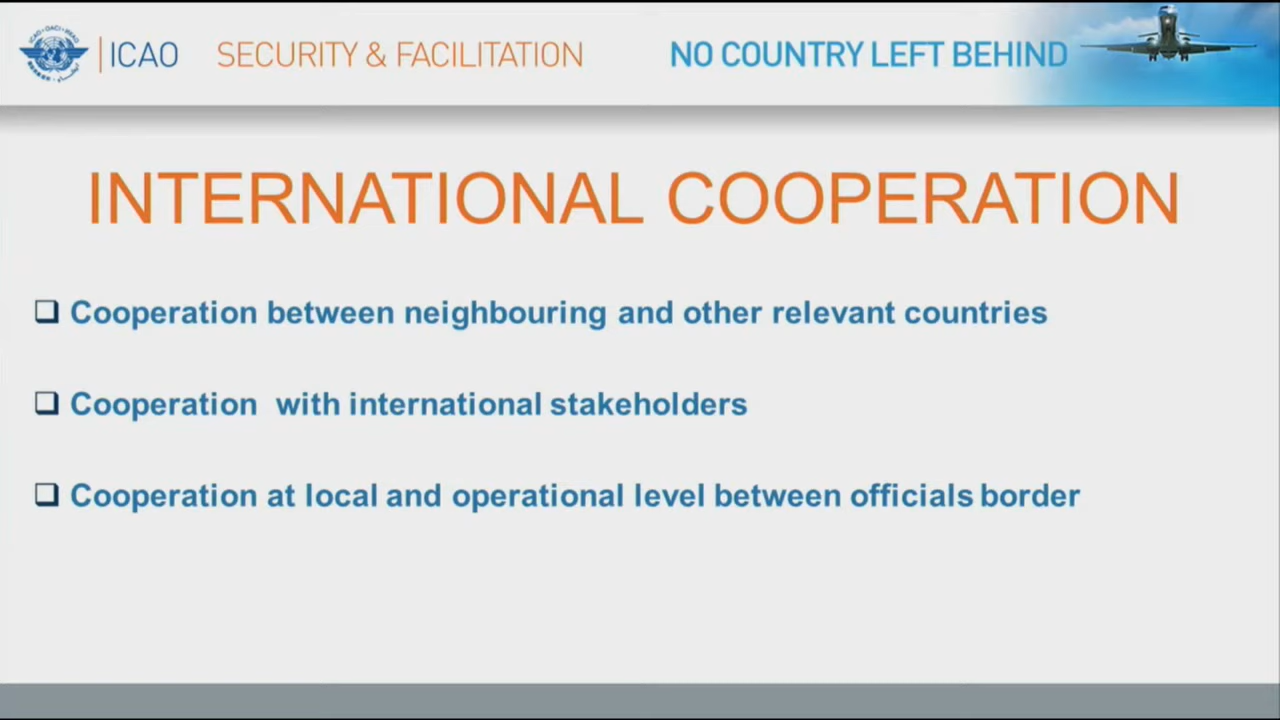 ICAO SECURITY & FACILITATION NO COUNTRY LEFT BEHIND
INTERNATIONAL COOPERATION
Cooperation between neighbouring and other relevant countries
Cooperation with international stakeholders
Cooperation at local and operational level between officials border